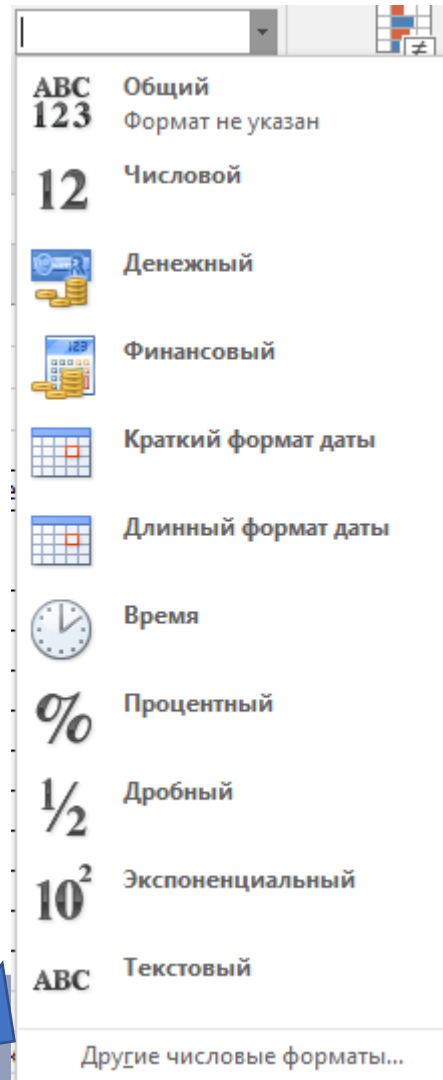 ABC
123
Общий
Формат не указан
12
Числовой
Денежный
123
Финансовый
Краткий формат даты
Длинный формат даты
Время
%
Процентный
1/2
Дробный
10²
Экспоненциальный
ABC
Текстовый
Другие числовые форматы...